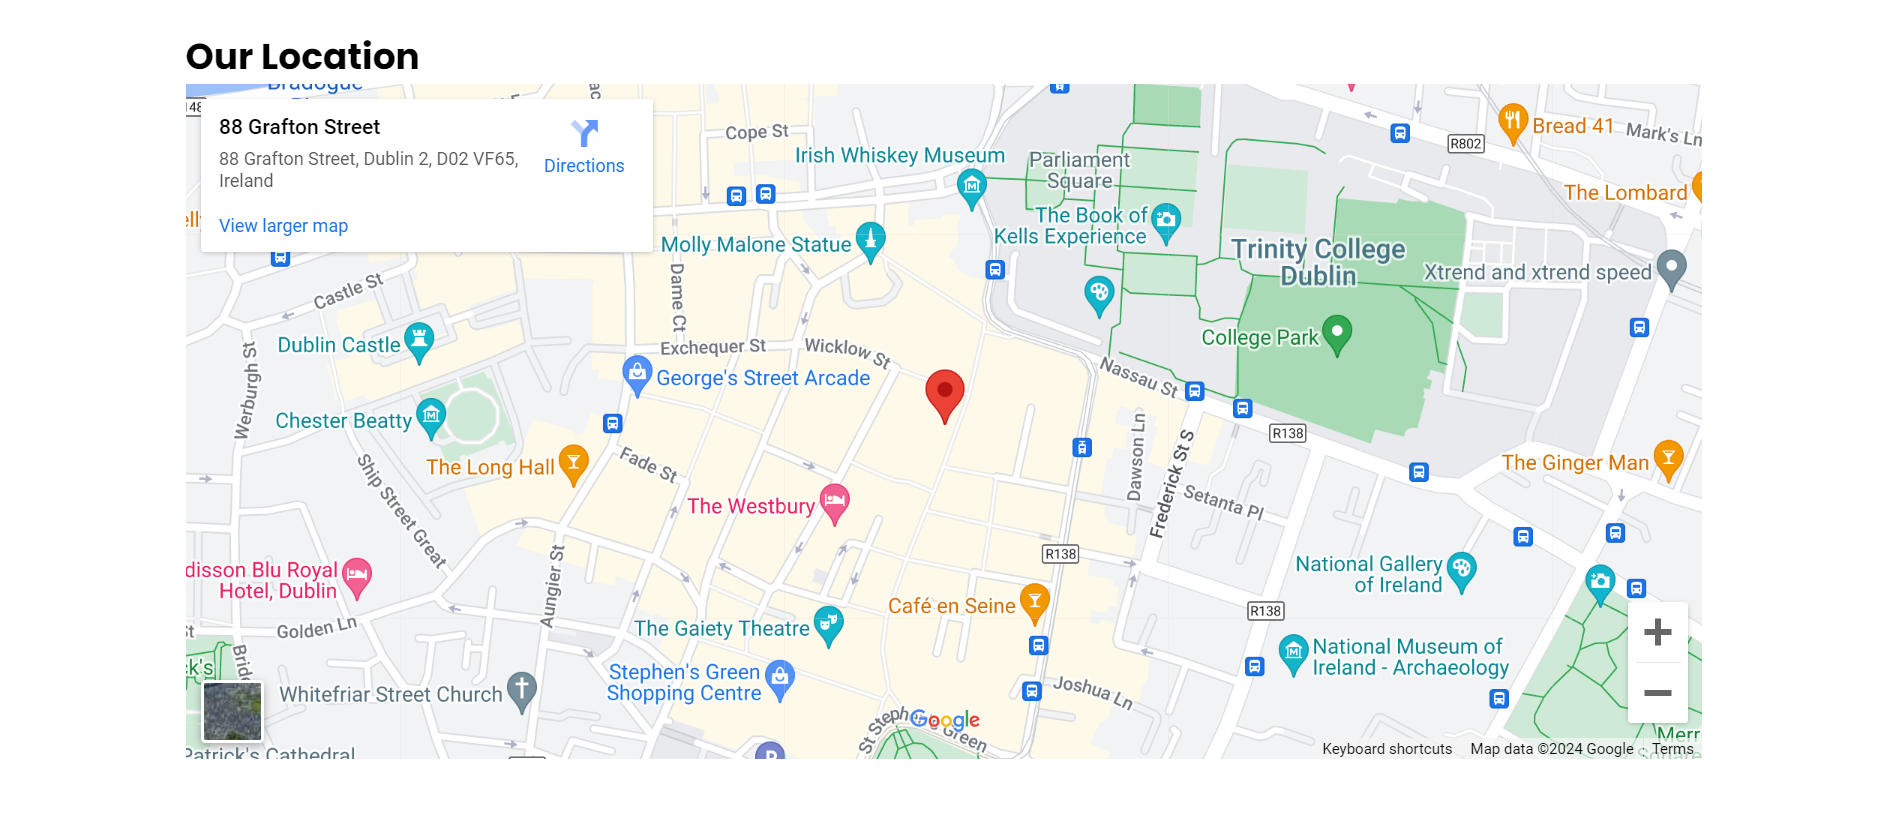 Our Location
Bradogue
148
88 Grafton Street
88 Grafton Street, Dublin 2, D02 VF65,
Ireland
Directions
View larger map
Cope St
Irish Whiskey Museum
Parliament
Square
Bread 41
Mark's Ln
R802
The Lombard
The Book of
Kells Experience
Molly Malone Statue
Trinity College
Dublin
Xtrend and xtrend speed
Castle St
Dame Ct
Dublin Castle
Exchequer St
Wicklow St
College Park
Werburgh St
George's Street Arcade
Nassau St
Chester Beatty
R138
The Long Hall
Fade St
Dawson Ln
Frederick St S
The Ginger Man
Ship Street Great
The Westbury
Setanta Pl
R138
National Gallery
of Ireland
disson Blu Royal
Hotel, Dublin
Aungier St
Café en Seine
R138
Golden Ln
St
The Gaiety Theatre
National Museum of
Ireland - Archaeology
Bride
ck's
Stephen's Green
Shopping Centre
Whitefriar Street Church
Joshua Ln
Google
Green
Merr
Square
Patrick's Cathedral
P
Keyboard shortcuts
Map data ©2024 Google
Terms